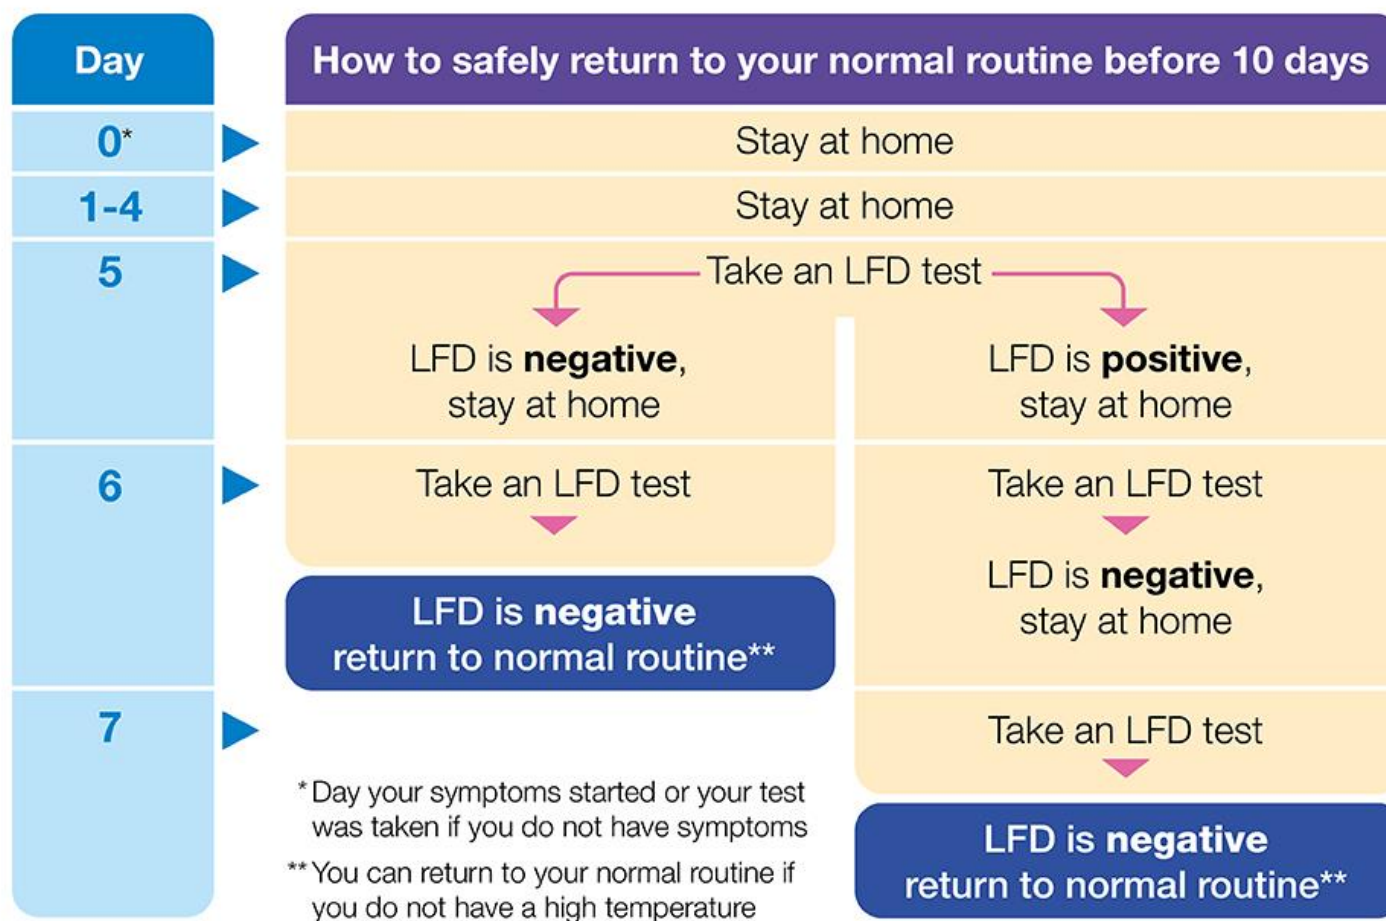 Day
How to safely return to your normal routine before 10 days
0*
Stay at home
1-4
Stay at home
5
Take an LFD test
LFD is negative,
stay at home
LFD is positive,
stay at home
6
Take an LFD test
LFD is negative
return to normal routine**
Take an LFD test
LFD is negative,
stay at home
7
Take an LFD test
LFD is negative
return to normal routine**
* Day your symptoms started or your test
was taken if you do not have symptoms
** You can return to your normal routine if
you do not have a high temperature